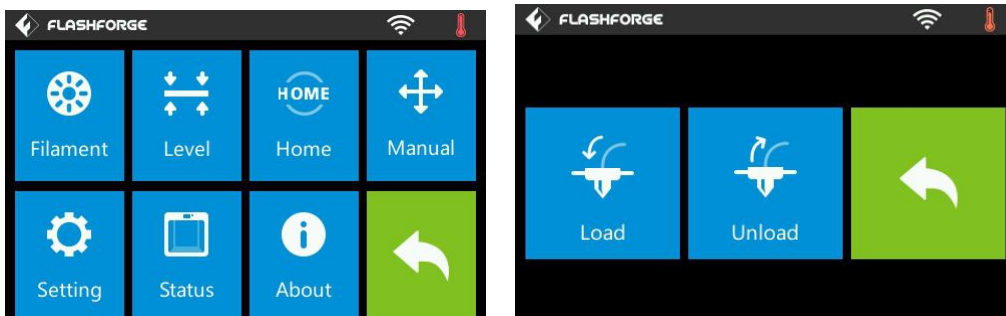 FLASHFORGE
Filament Level Home Manual
HOME
Setting Status About
FLASHFORGE
Load Unload